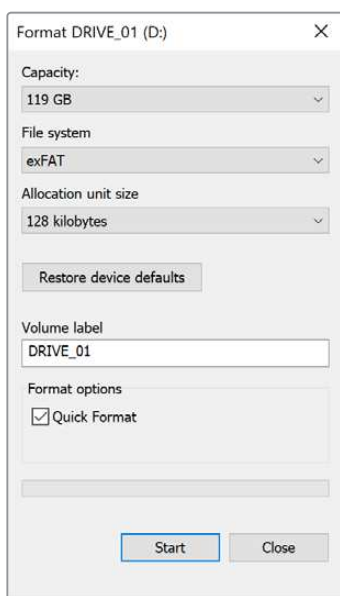 Format DRIVE_01 (D:)
Capacity:
119 GB
File system
exFAT
Allocation unit size
128 kilobytes
Restore device defaults
Volume label
DRIVE_01
Format options
Quick Format
Start Close